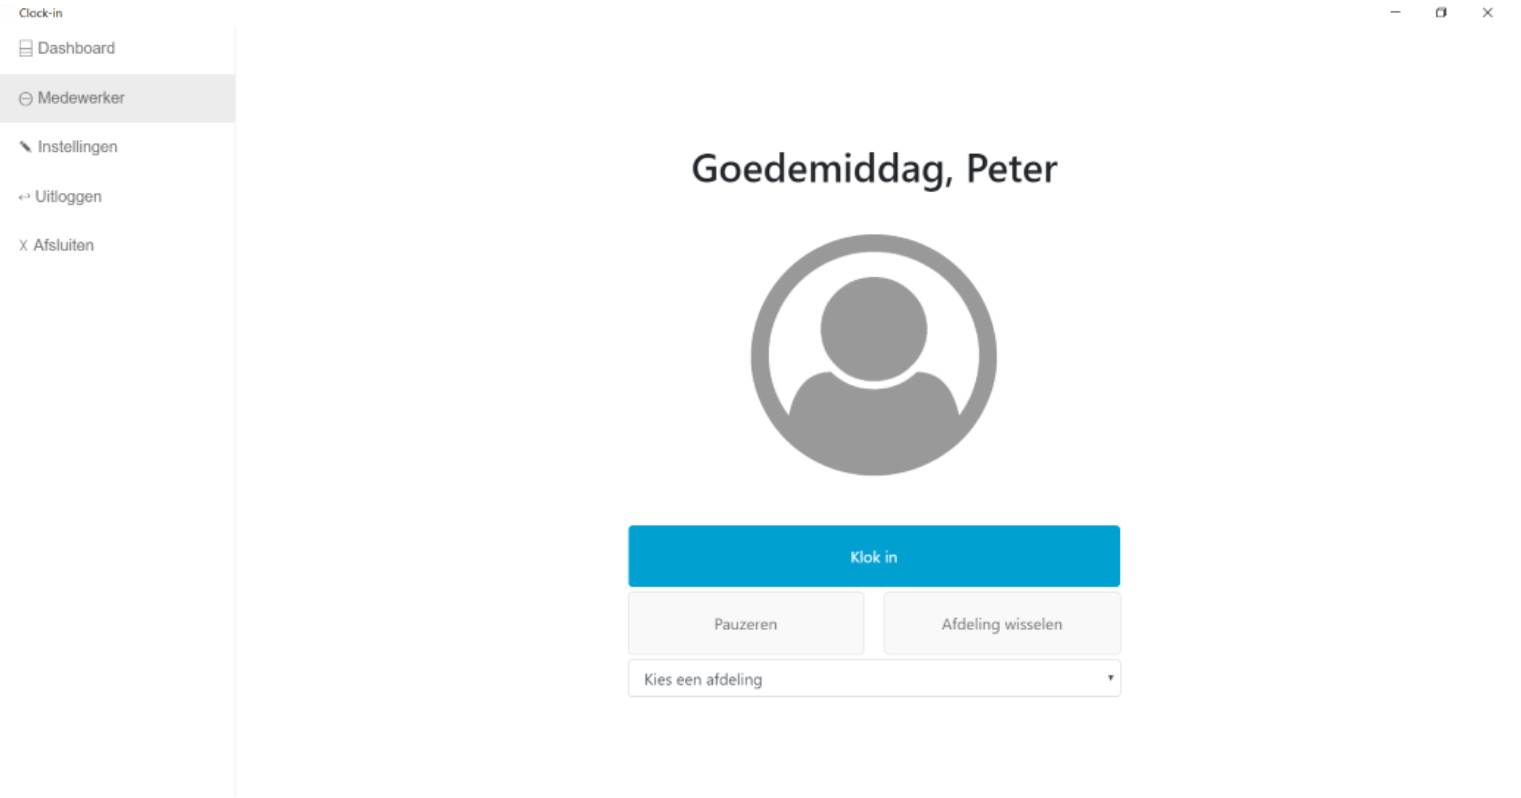 Clock-in
Dashboard
Medewerker
Instellingen
Uitloggen
Afsluiten
Goedemiddag, Peter
Klok in
Pauzeren
Afdeling wisselen
Kies een afdeling